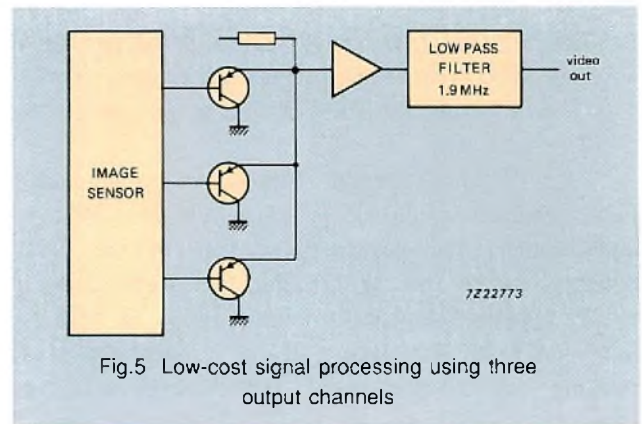 LOW PASS
FILTER
1.9 MHz
video
out
IMAGE
SENSOR
7Z22773
Fig.5 Low-cost signal processing using three
output channels